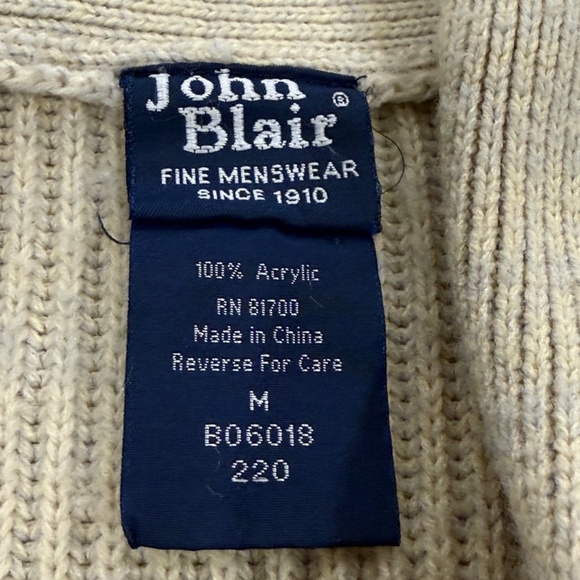 John
Blair®
FINE MENSWEAR
SINCE 1910
100% Acrylic
RN 81700
Made in China
Reverse For Care
M
B06018
220